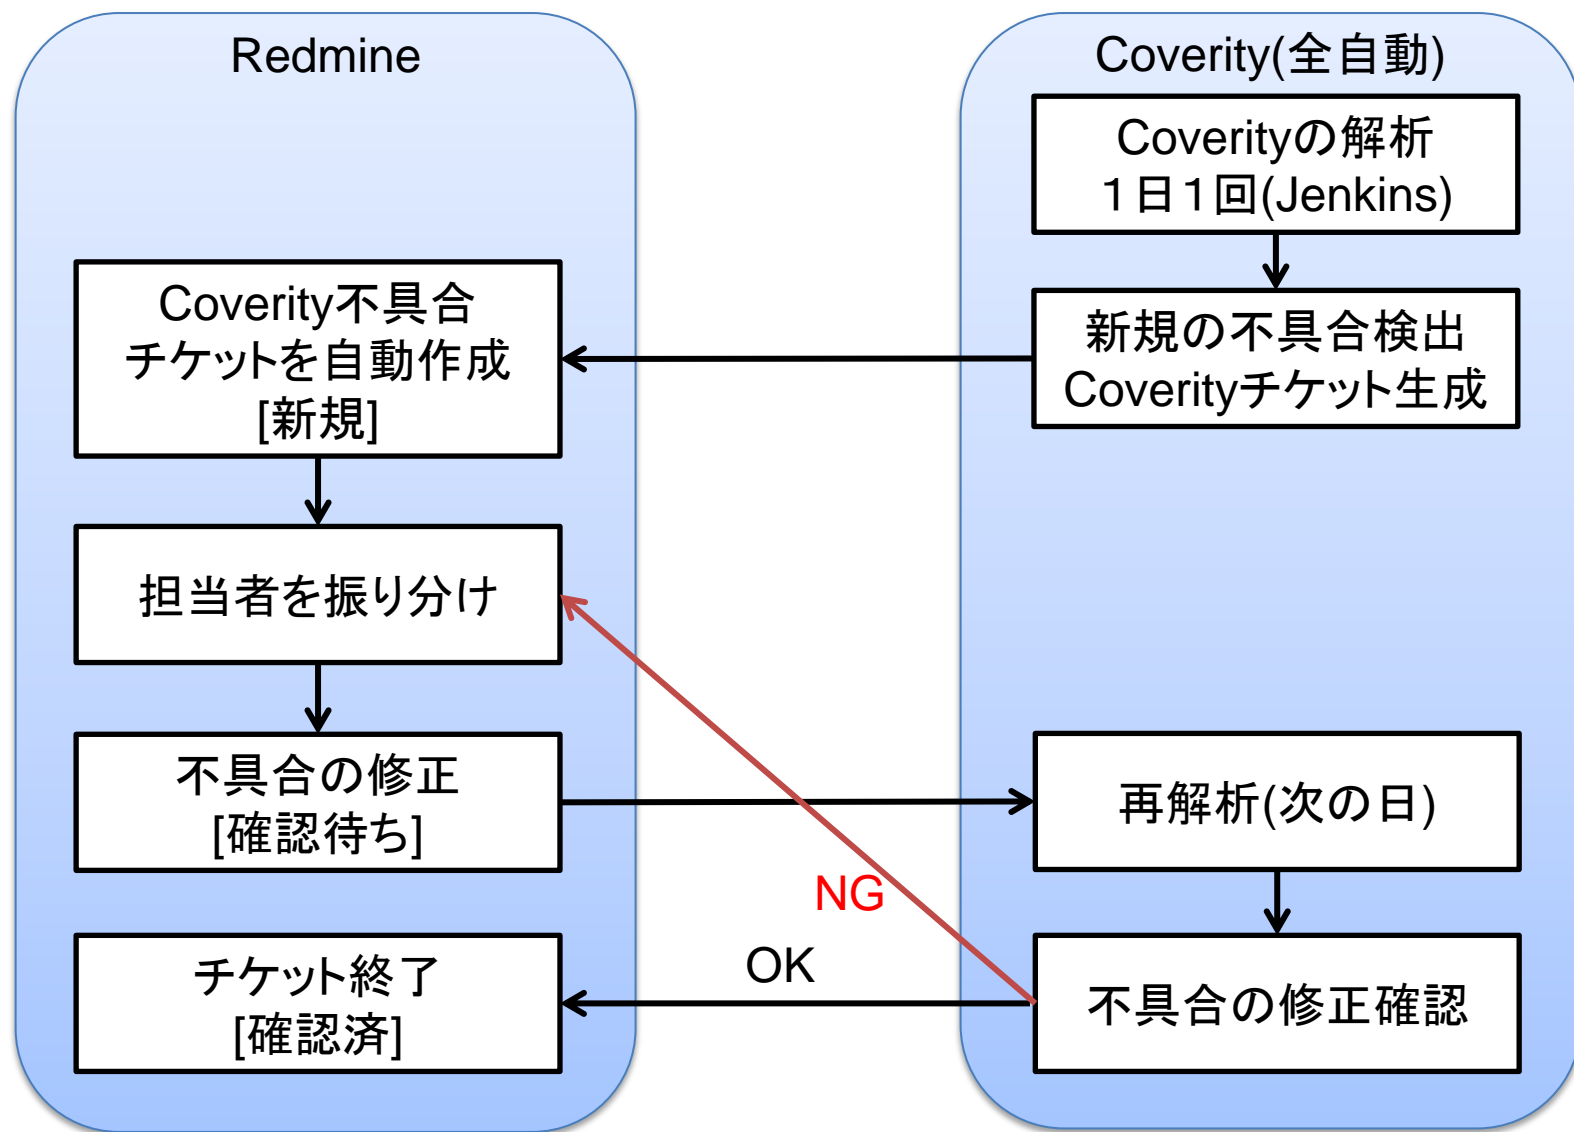 Redmine
Coverity不具合
チケットを自動作成
[新規]
担当者を振り分け
不具合の修正
[確認待ち]
チケット終了
[確認済]
NG
OK
Coverity(全自動)
Coverityの解析
１日１回(Jenkins)
新規の不具合検出
Coverityチケット生成
再解析(次の日)
不具合の修正確認